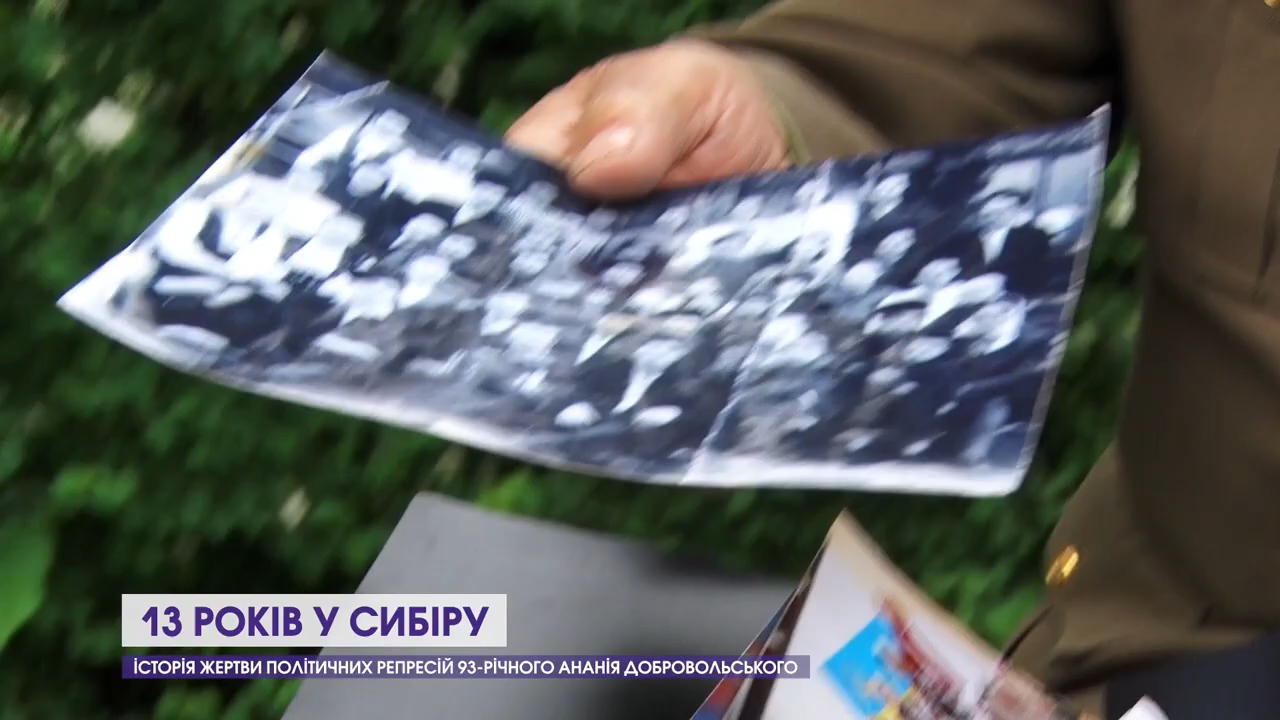 13 РОКІВ У СИБІРУ
ІСТОРІЯ ЖЕРТВИ ПОЛІТИЧНИХ РЕПРЕСІЙ 93-РІЧНОГО АНАНІЯ ДОБРОВОЛЬСЬКОГО